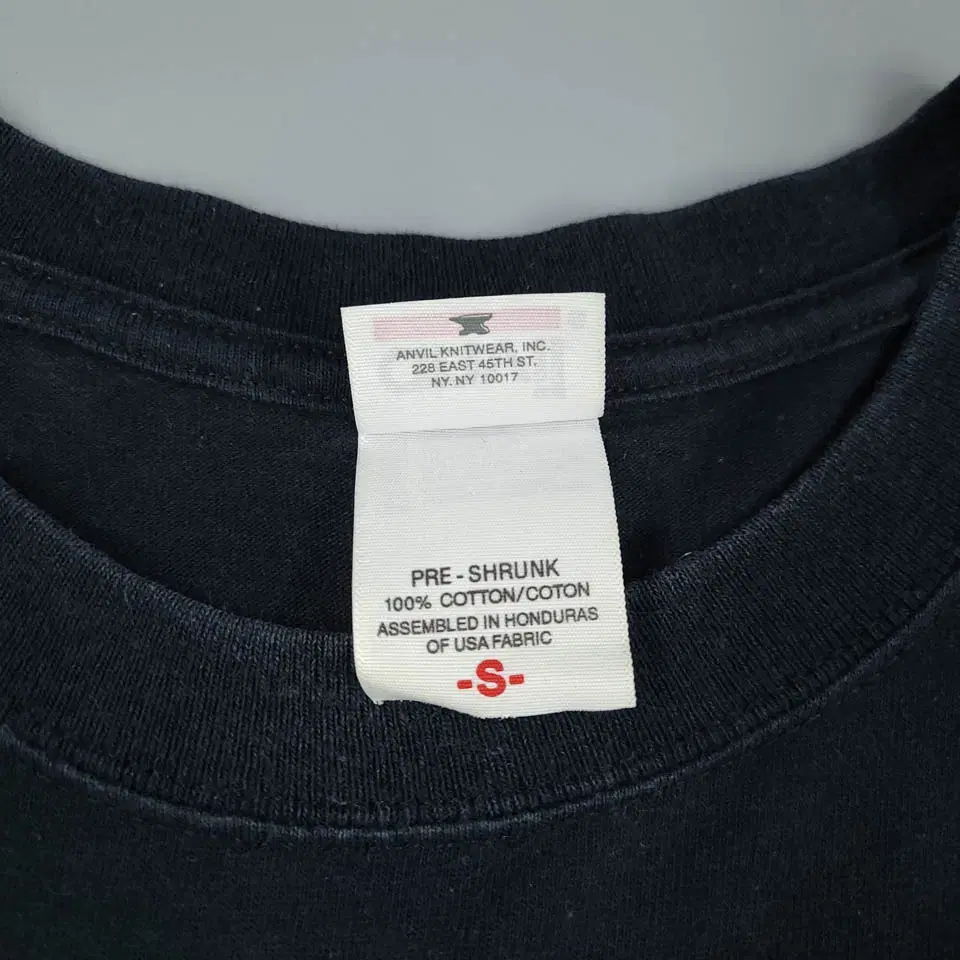 ANVIL KNITWEAR, INC.
228 EAST 45TH ST.
NY. NY 10017
PRE - SHRUNK
100% COTTON/COTON
ASSEMBLED IN HONDURAS
OF USA FABRIC
-S-